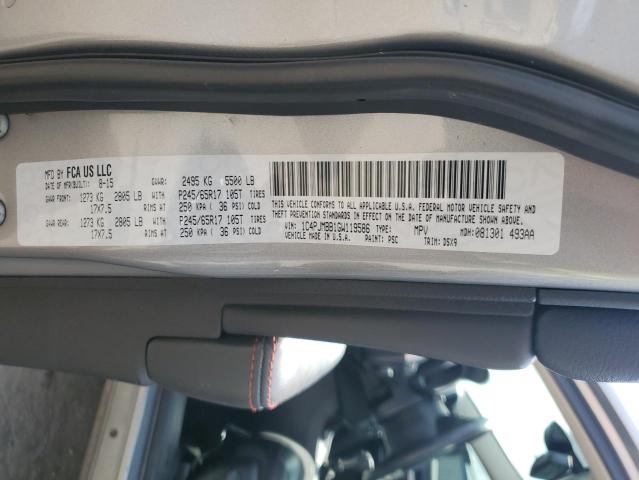 MFD BY FCA US LLC
DATE OF MFR/BUILT: 8-15 GVWR: 2495 KG 5500 LB
GAWR FRONT: 1273 KG 2805 LB WITH P245/65R17 105T TIRES
17X7.5 RIMS AT 250 KPA ( 36 PSI) COLD
GAWR REAR: 1273 KG 2805 LB WITH P245/65R17 105T TIRES
17X7.5 RIMS AT 250 KPA ( 36 PSI) COLD
THIS VEHICLE CONFORMS TO ALL APPLICABLE U.S.A. FEDERAL MOTOR VEHICLE SAFETY AND
THEFT PREVENTION STANDARDS IN EFFECT ON THE DATE OF MANUFACTURE SHOWN ABOVE.
VIN: 1C4PJMBB1GW119586 TYPE: MPV MDH: 081301 493AA
VEHICLE MADE IN U.S.A. PAINT: PSC TRIM: D5X9